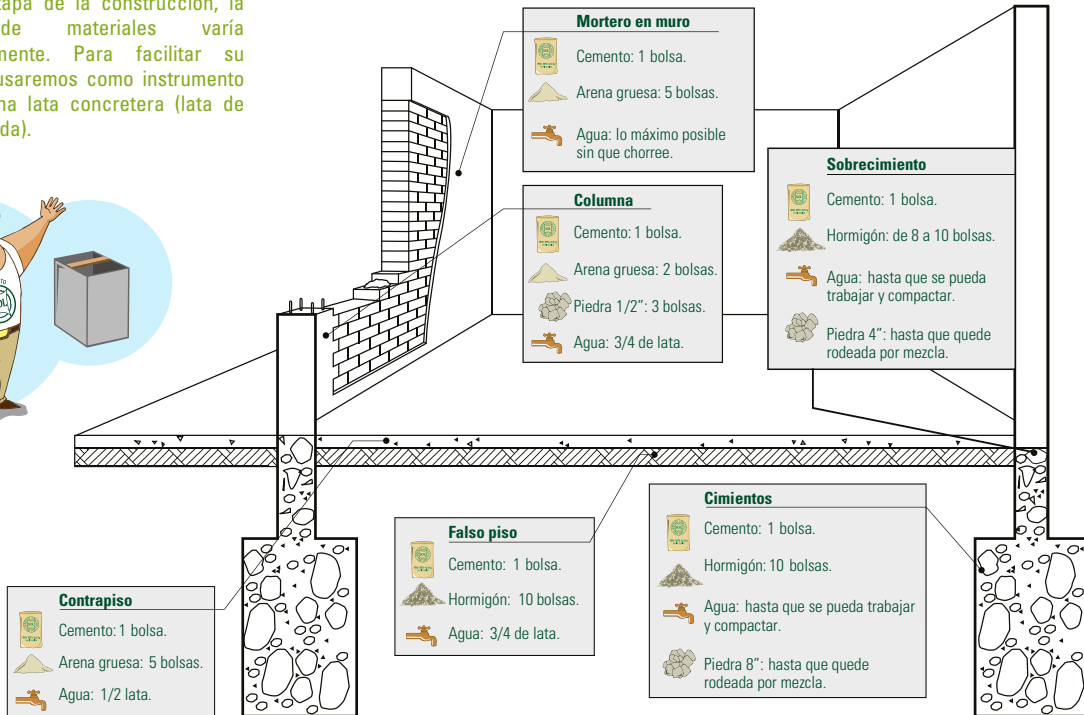 tapa de la construcción, la
de materiales varía
mente. Para facilitar su
usaremos como instrumento
na lata concretera (lata de
da).
Mortero en muro
Cemento: 1 bolsa.
Arena gruesa: 5 bolsas.
Agua: lo máximo posible
sin que chorree.
Columna
Cemento: 1 bolsa.
Arena gruesa: 2 bolsas.
Piedra 1/2”: 3 bolsas.
Agua: 3/4 de lata.
Sobrecimiento
Cemento: 1 bolsa.
Hormigón: de 8 a 10 bolsas.
Agua: hasta que se pueda
trabajar y compactar.
Piedra 4”: hasta que quede
rodeada por mezcla.
Contrapiso
Cemento: 1 bolsa.
Arena gruesa: 5 bolsas.
Agua: 1/2 lata.
Falso piso
Cemento: 1 bolsa.
Hormigón: 10 bolsas.
Agua: 3/4 de lata.
Cimientos
Cemento: 1 bolsa.
Hormigón: 10 bolsas.
Agua: hasta que se pueda trabajar
y compactar.
Piedra 8”: hasta que quede
rodeada por mezcla.